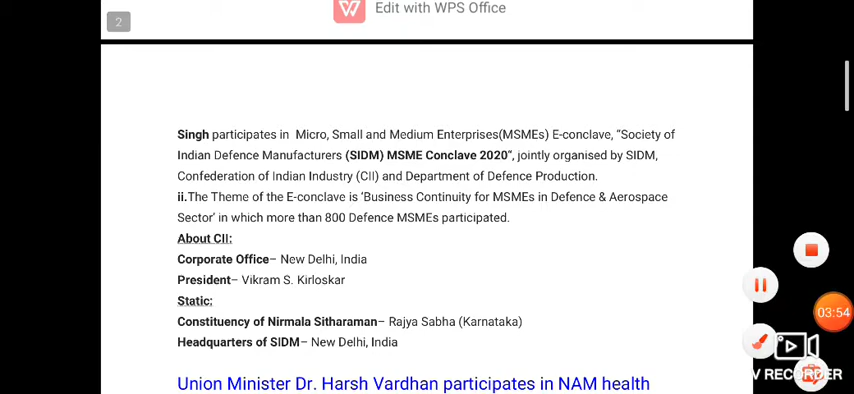 Edit with WPS Office
2
Singh participates in Micro, Small and Medium Enterprises(MSMEs) E-conclave, “Society of
Indian Defence Manufacturers (SIDM) MSME Conclave 2020“, jointly organised by SIDM,
Confederation of Indian Industry (CII) and Department of Defence Production.
ii.The Theme of the E-conclave is ‘Business Continuity for MSMEs in Defence & Aerospace
Sector’ in which more than 800 Defence MSMEs participated.
About CII:
Corporate Office– New Delhi, India
President– Vikram S. Kirloskar
Static:
Constituency of Nirmala Sitharaman– Rajya Sabha (Karnataka)
Headquarters of SIDM– New Delhi, India
Union Minister Dr. Harsh Vardhan participates in NAM health
03:54
V RECORDER